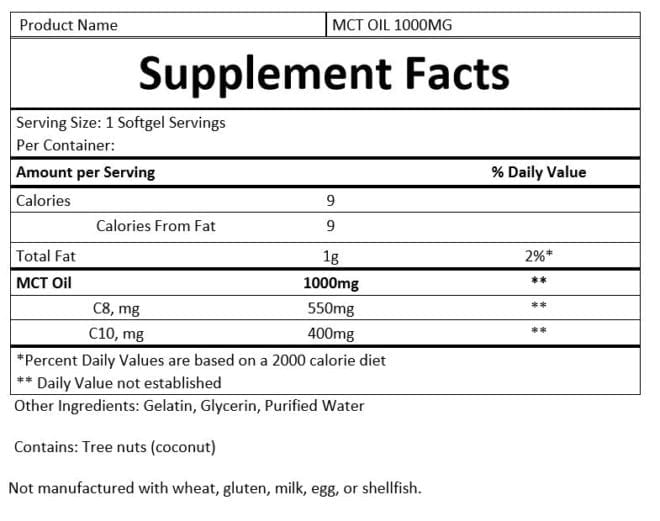 Product Name MCT OIL 1000MG
Supplement Facts
Serving Size: 1 Softgel Servings
Per Container:
Amount per Serving % Daily Value
Calories 9
Calories From Fat 9
Total Fat 1g 2%*
MCT Oil 1000mg **
C8, mg 550mg **
C10, mg 400mg **
*Percent Daily Values are based on a 2000 calorie diet
** Daily Value not established
Other Ingredients: Gelatin, Glycerin, Purified Water
Contains: Tree nuts (coconut)
Not manufactured with wheat, gluten, milk, egg, or shellfish.